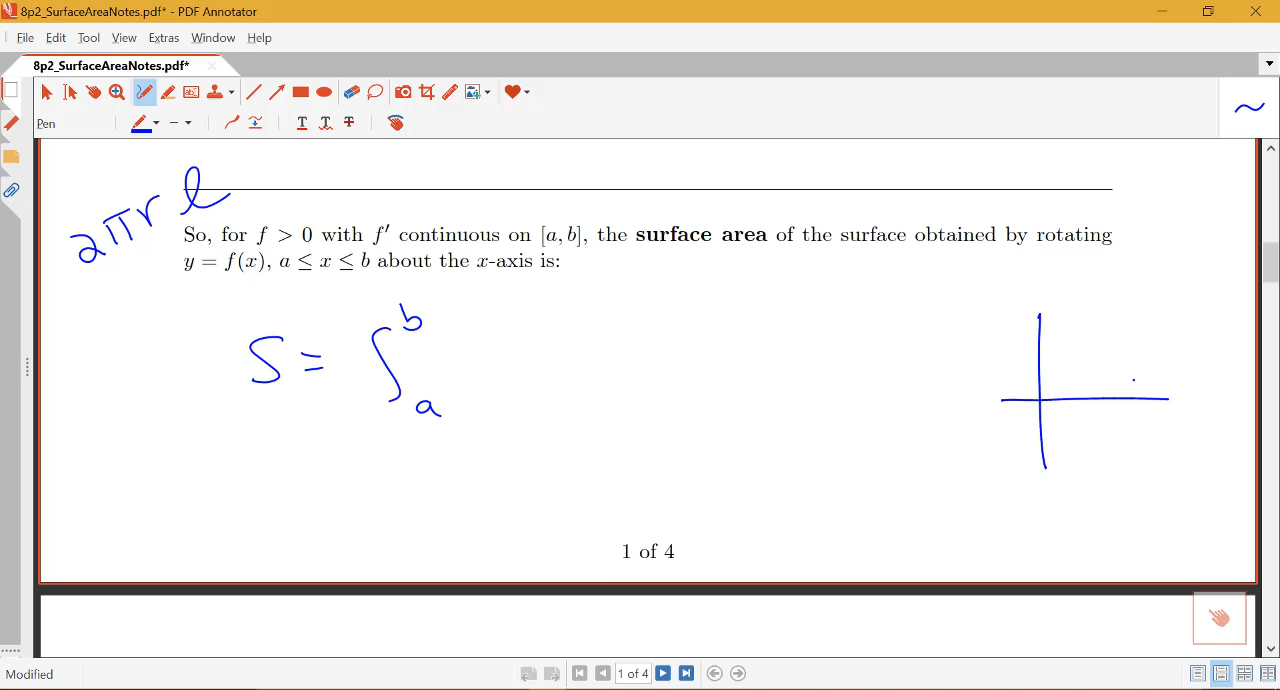 8p2_SurfaceAreaNotes.pdf* - PDF Annotator
File Edit Tool View Extras Window Help
8p2_SurfaceAreaNotes.pdf*
Pen
2πr l
So, for f > 0 with f′ continuous on [a, b], the surface area of the surface obtained by rotating
y = f(x), a ≤ x ≤ b about the x-axis is:
S = ∫_a^b
1 of 4
Modified
1 of 4